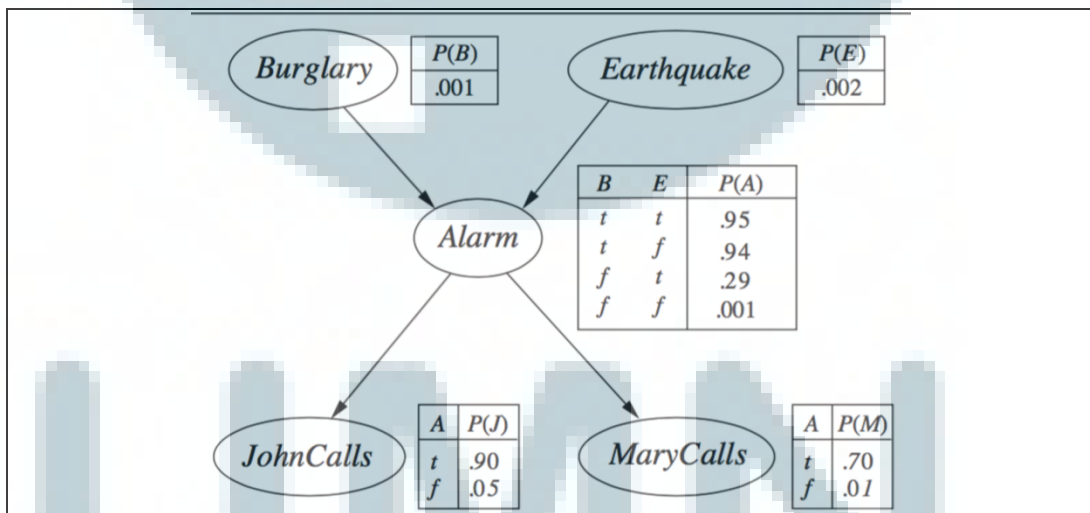 Burglary
P(B)
.001
Earthquake
P(E)
.002
B E P(A)
t t .95
t f .94
f t .29
f f .001
Alarm
JohnCalls
A P(J)
t .90
f .05
MaryCalls
A P(M)
t .70
f .01